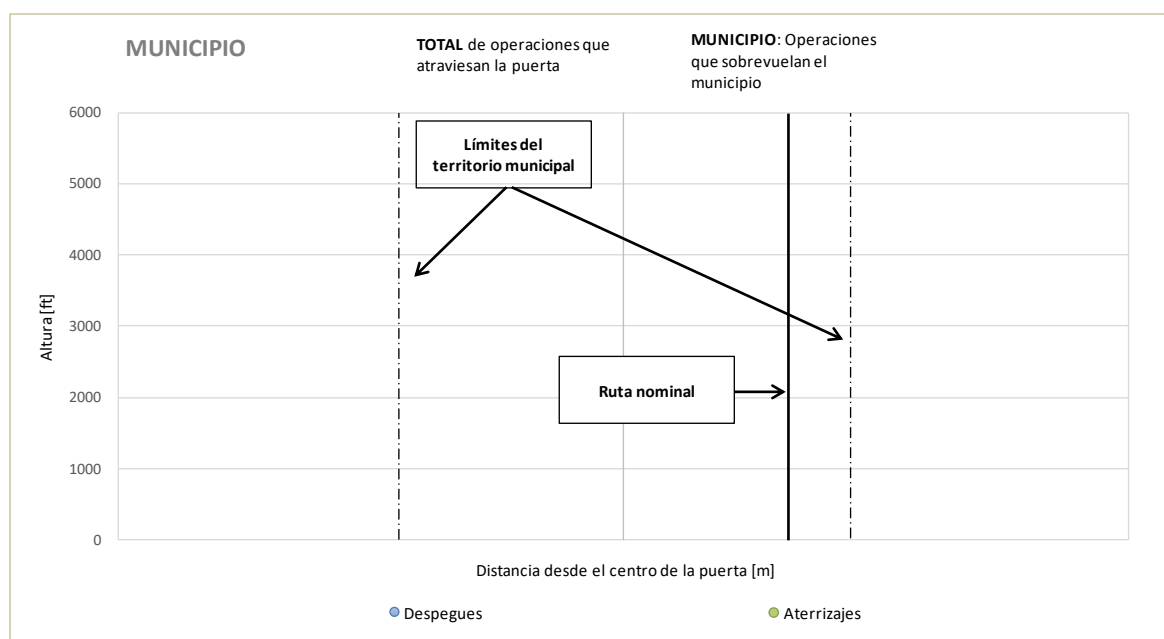 MUNICIPIO
TOTAL de operaciones que
atraviesan la puerta
MUNICIPIO: Operaciones
que sobrevuelan el
municipio
6000
5000
4000
3000
2000
1000
0
Altura [ft]
Límites del
territorio municipal
Ruta nominal
Distancia desde el centro de la puerta [m]
Despegues
Aterrizajes